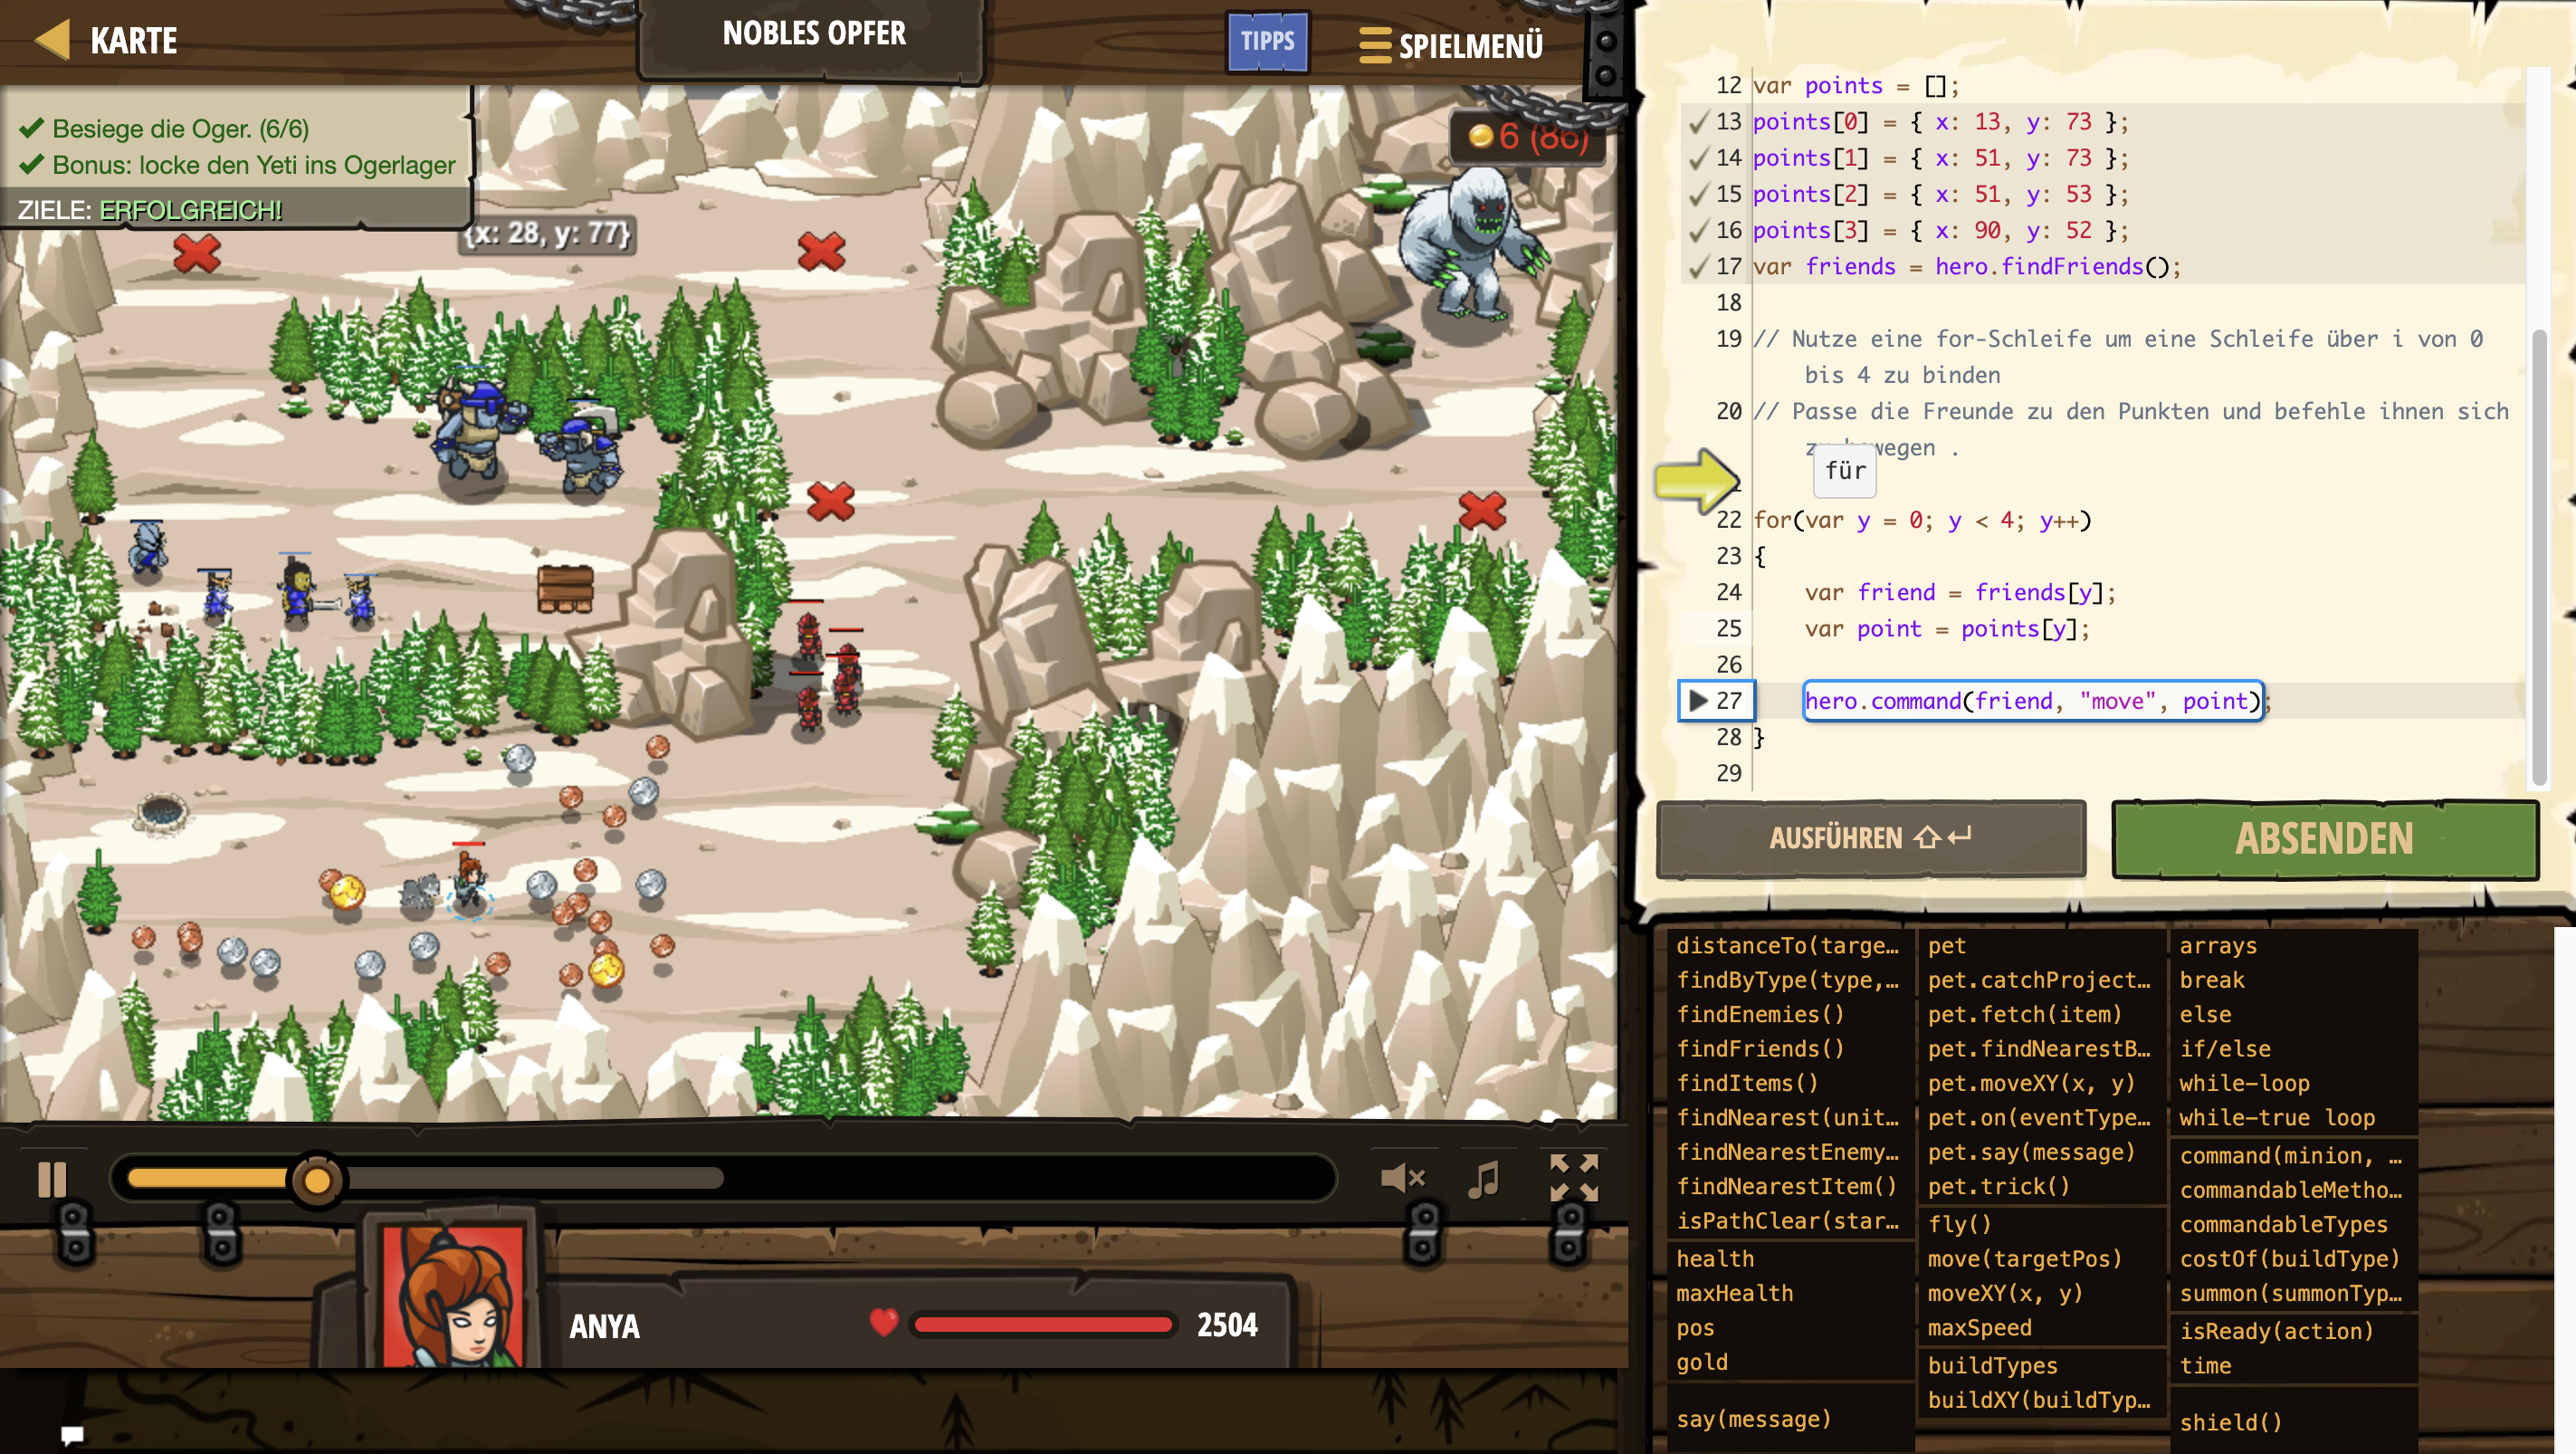 KARTE
NOBLES OPFER
TIPPS
SPIELMENÜ
Besiege die Oger. (6/6)
Bonus: locke den Yeti ins Ogerlager
ZIELE: ERFOLGREICH!
6 (86)
{x: 28, y: 77}
12 var points = [];
13 points[0] = { x: 13, y: 73 };
14 points[1] = { x: 51, y: 73 };
15 points[2] = { x: 51, y: 53 };
16 points[3] = { x: 90, y: 52 };
17 var friends = hero.findFriends();
18
19 // Nutze eine for-Schleife um eine Schleife über i von 0
bis 4 zu binden
20 // Passe die Freunde zu den Punkten und befehle ihnen sich
.
für
22 for(var y = 0; y < 4; y++)
23 {
24 var friend = friends[y];
25 var point = points[y];
26
27 hero.command(friend, "move", point);
28 }
29
AUSFÜHREN
ABSENDEN
distanceTo(targe…
findByType(type,…
findEnemies()
findFriends()
findItems()
findNearest(unit…
findNearestEnemy…
findNearestItem()
isPathClear(star…
health
maxHealth
pos
gold
say(message)
pet
pet.catchProject…
pet.fetch(item)
pet.findNearestB…
pet.moveXY(x, y)
pet.on(eventType…
pet.say(message)
pet.trick()
fly()
move(targetPos)
moveXY(x, y)
maxSpeed
buildTypes
buildXY(buildTyp…
arrays
break
else
if/else
while-loop
while-true loop
command(minion, …
commandableMetho…
commandableTypes
costOf(buildType)
summon(summonTyp…
isReady(action)
time
shield()
ANYA
2504